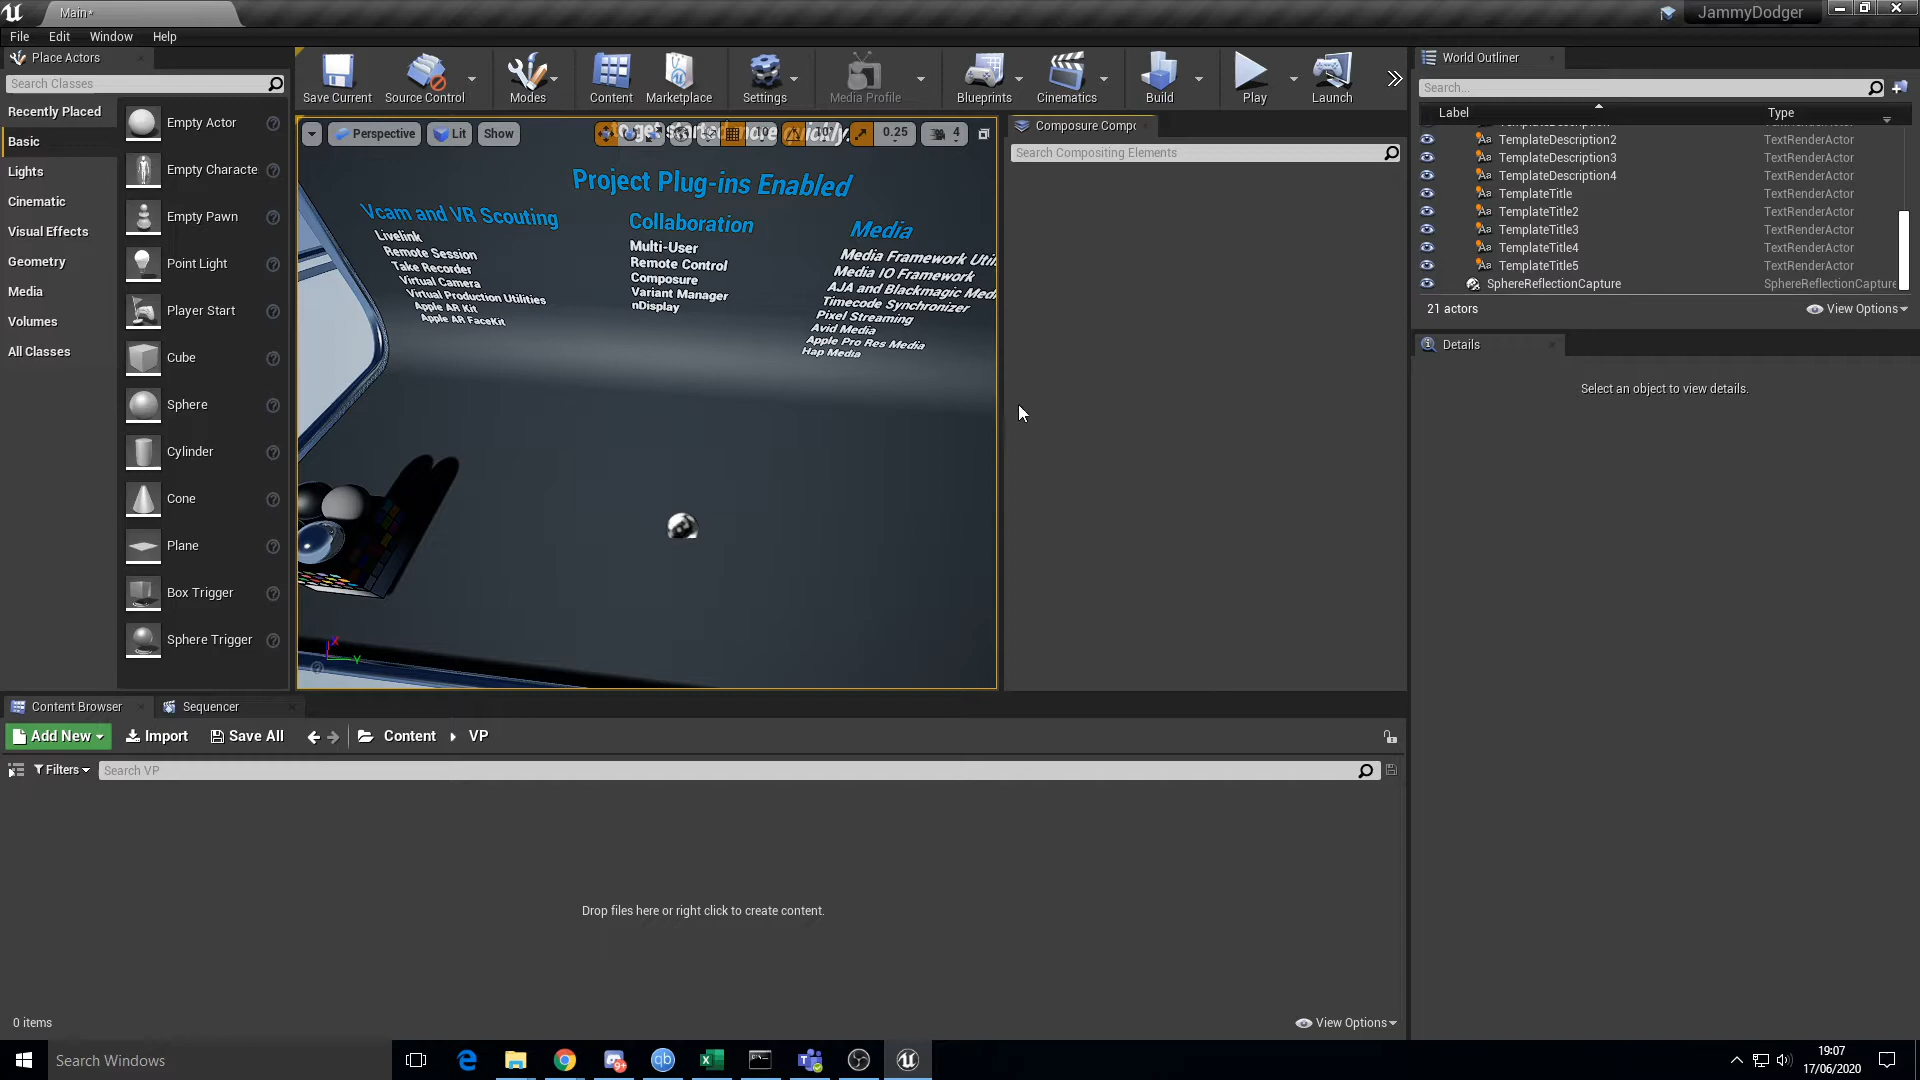 Main*
JammyDodger
File Edit Window Help
Place Actors
Search Classes
Recently Placed
Basic
Lights
Cinematic
Visual Effects
Geometry
Media
Volumes
All Classes
Empty Actor
Empty Characte
Empty Pawn
Point Light
Player Start
Cube
Sphere
Cylinder
Cone
Plane
Box Trigger
Sphere Trigger
Save Current
Source Control
Modes
Content
Marketplace
Settings
Media Profile
Blueprints
Cinematics
Build
Play
Launch
Perspective
Lit
Show
10
10°
0.25
4
Project Plug-ins Enabled
Vcam and VR Scouting
Livelink
Remote Session
Take Recorder
Virtual Camera
Virtual Production Utilities
Apple AR Kit
Apple AR FaceKit
Collaboration
Multi-User
Remote Control
Composure
Variant Manager
nDisplay
Media
Media Framework Util
Media IO Framework
AJA and Blackmagic Medi
Timecode Synchronizer
Pixel Streaming
Avid Media
Apple Pro Res Media
Hap Media
X
Y
Composure Compo
Search Compositing Elements
World Outliner
Search...
Label Type
TemplateDescription2 TextRenderActor
TemplateDescription3 TextRenderActor
TemplateDescription4 TextRenderActor
TemplateTitle TextRenderActor
TemplateTitle2 TextRenderActor
TemplateTitle3 TextRenderActor
TemplateTitle4 TextRenderActor
TemplateTitle5 TextRenderActor
SphereReflectionCapture SphereReflectionCapture
21 actors
View Options
Details
Select an object to view details.
Content Browser
Sequencer
Add New
Import
Save All
Content
VP
Filters
Search VP
Drop files here or right click to create content.
0 items
View Options
Search Windows
19:07
17/06/2020